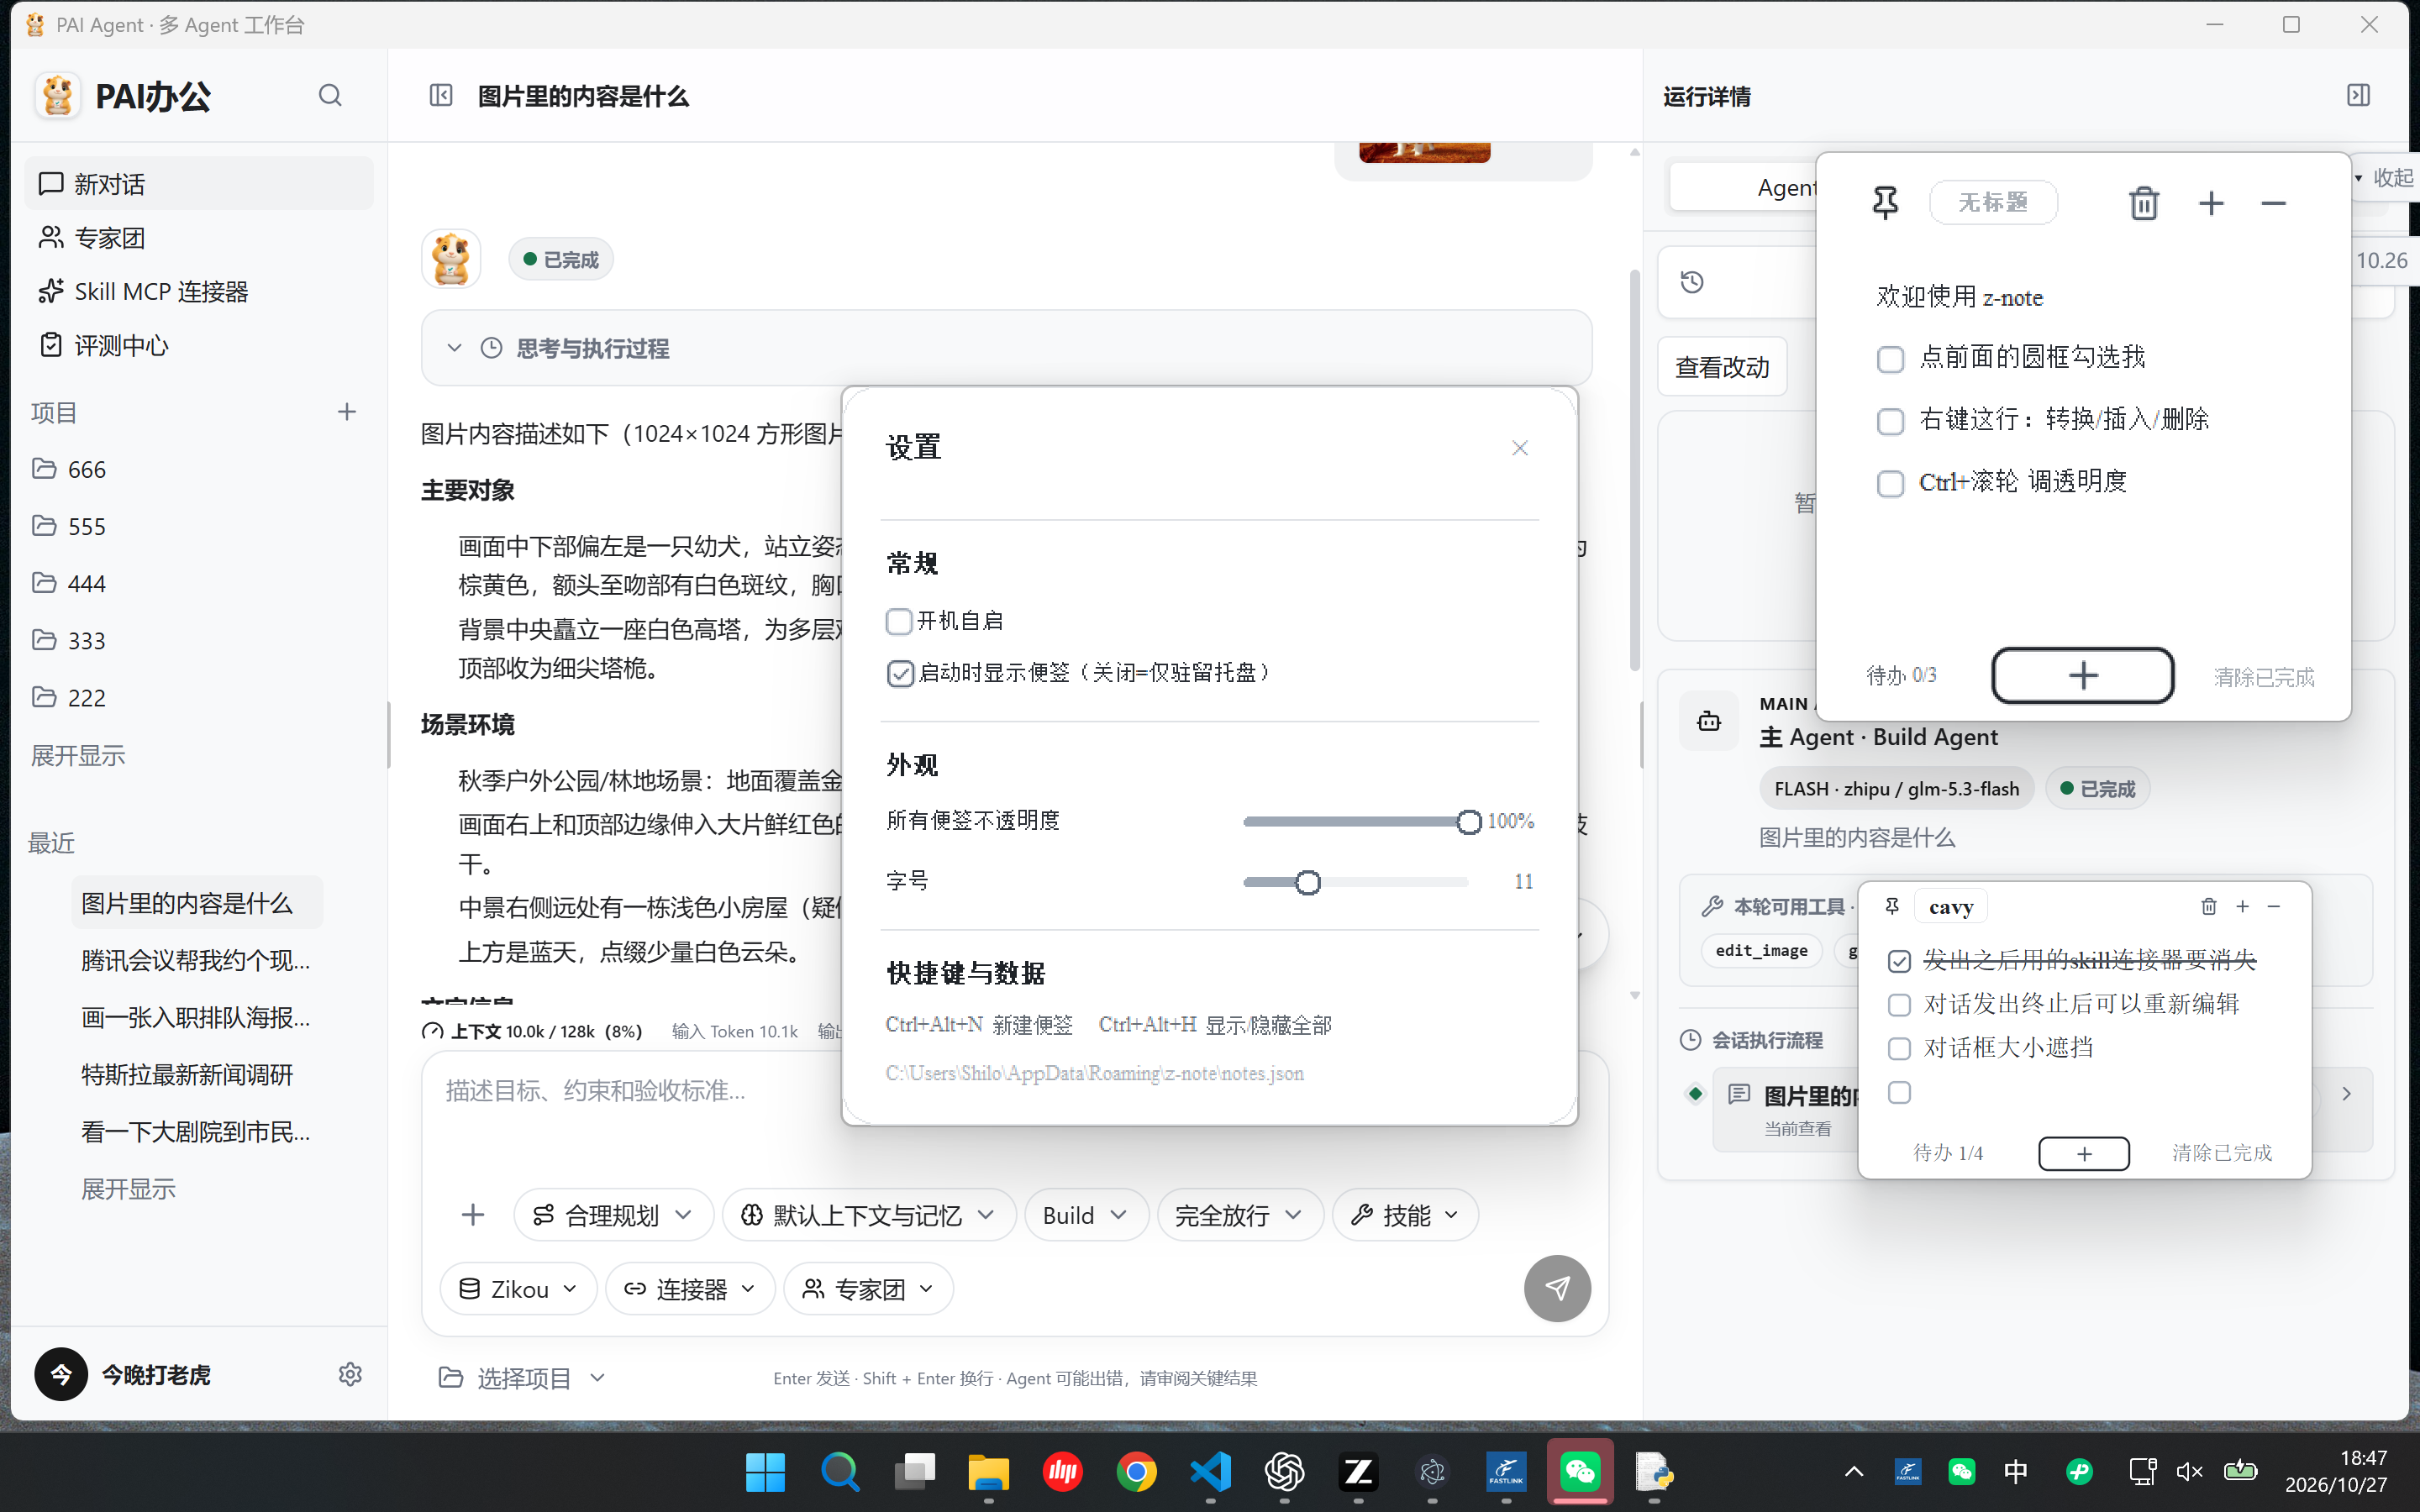 PAI Agent · 多 Agent 工作台
PAI办公
新对话
专家团
Skill MCP 连接器
评测中心
项目
666
555
444
333
222
展开显示
最近
图片里的内容是什么
腾讯会议帮我约个现...
画一张入职排队海报...
特斯拉最新新闻调研
看一下大剧院到市民...
展开显示
今
今晚打老虎
图片里的内容是什么
已完成
思考与执行过程
图片内容描述如下（1024×1024 方形图片
主要对象
画面中下部偏左是一只幼犬，站立姿态
棕黄色，额头至吻部有白色斑纹，胸口
背景中央矗立一座白色高塔，为多层
顶部收为细尖塔桅。
场景环境
秋季户外公园/林地场景：地面覆盖金
画面右上和顶部边缘伸入大片鲜红色的
干。
中景右侧远处有一栋浅色小房屋（疑似
上方是蓝天，点缀少量白色云朵。
上下文 10.0k / 128k（8%）
输入 Token 10.1k
输出
描述目标、约束和验收标准...
合理规划
默认上下文与记忆
Build
完全放行
技能
Zikou
连接器
专家团
选择项目
Enter 发送 · Shift + Enter 换行 · Agent 可能出错，请审阅关键结果
设置
常规
开机自启
启动时显示便签（关闭=仅驻留托盘）
外观
所有便签不透明度
100%
字号
11
快捷键与数据
Ctrl+Alt+N 新建便签
Ctrl+Alt+H 显示/隐藏全部
C:\Users\Shilo\AppData\Roaming\z-note\notes.json
运行详情
Agent
收起
10.26
查看改动
暂
无标题
欢迎使用 z-note
点前面的圆框勾选我
右键这行：转换/插入/删除
Ctrl+滚轮 调透明度
待办 0/3
清除已完成
MAIN
主 Agent · Build Agent
FLASH · zhipu / glm-5.3-flash
已完成
图片里的内容是什么
本轮可用工具 ·
edit_image
会话执行流程
图片里的内
当前查看
cavy
发出之后用的skill连接器要消失
对话发出终止后可以重新编辑
对话框大小遮挡
待办 1/4
清除已完成
FASTLINK
中
18:47
2026/10/27